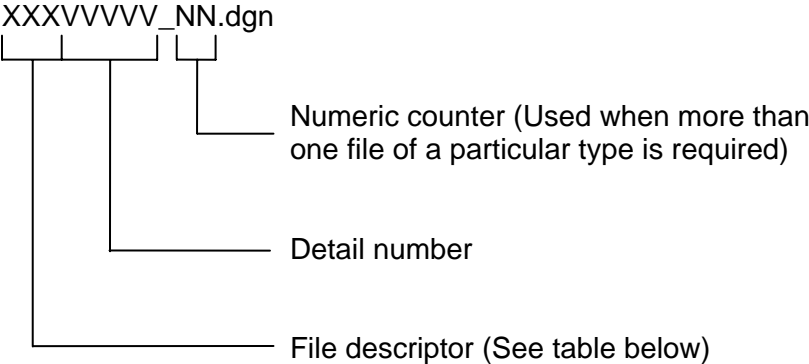 XXXVVVVV_NN.dgn
Numeric counter (Used when more than
one file of a particular type is required)
Detail number
File descriptor (See table below)